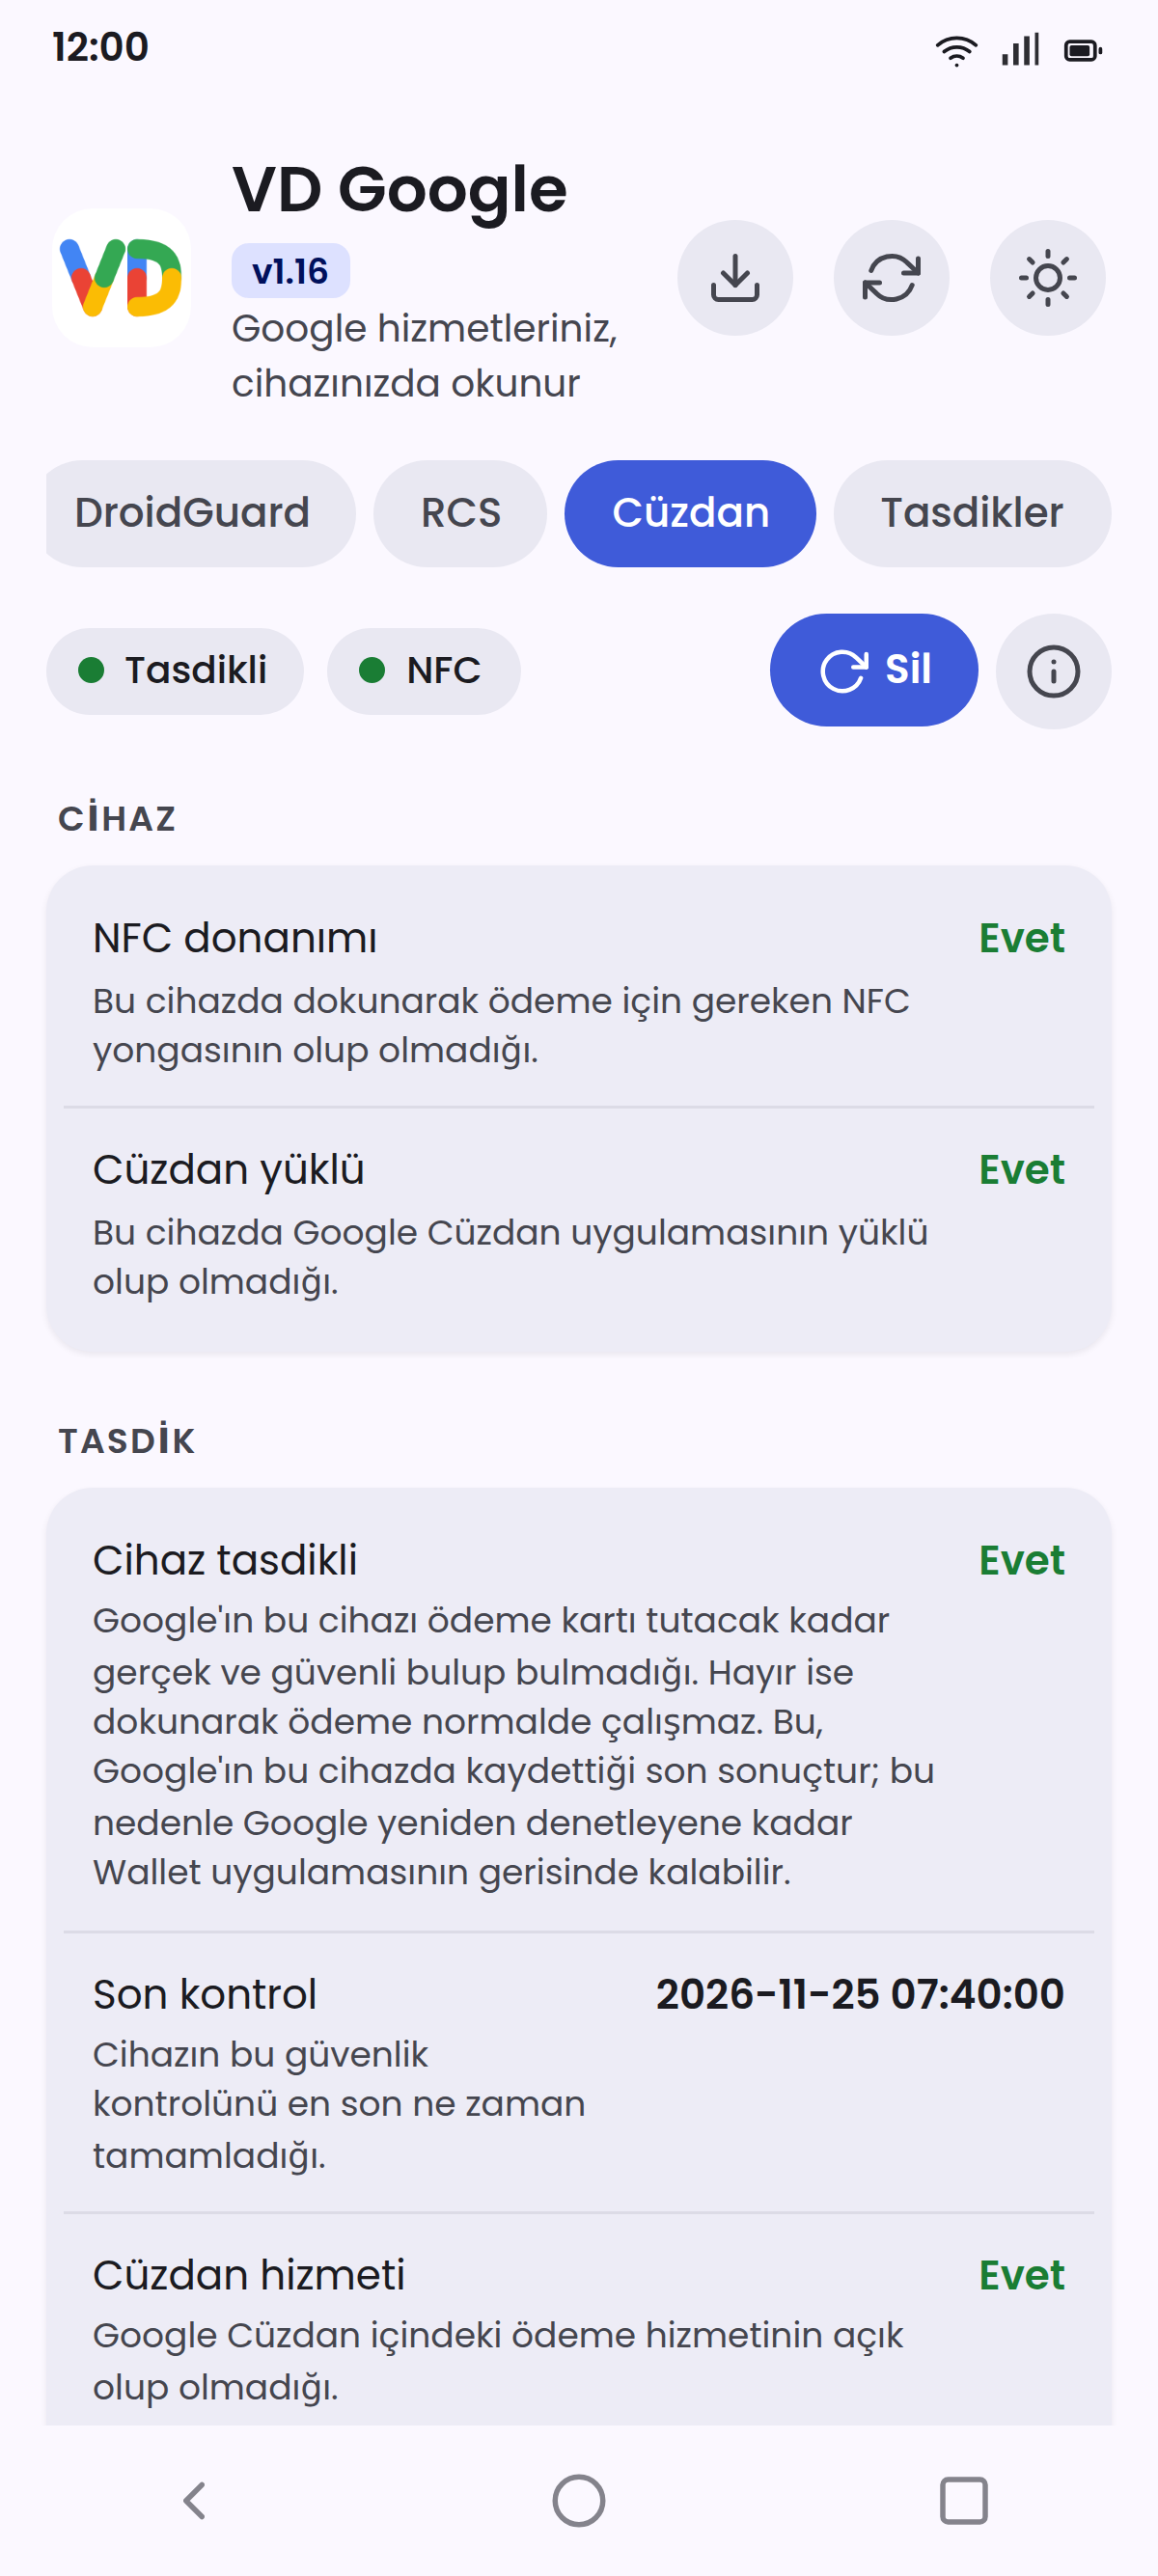 12:00
VD
VD Google
v1.16
Google hizmetleriniz,
cihazınızda okunur
DroidGuard
RCS
Cüzdan
Tasdikler
Tasdikli
NFC
Sil
CİHAZ
NFC donanımı
Evet
Bu cihazda dokunarak ödeme için gereken NFC
yongasının olup olmadığı.
Cüzdan yüklü
Evet
Bu cihazda Google Cüzdan uygulamasının yüklü
olup olmadığı.
TASDİK
Cihaz tasdikli
Evet
Google'ın bu cihazı ödeme kartı tutacak kadar
gerçek ve güvenli bulup bulmadığı. Hayır ise
dokunarak ödeme normalde çalışmaz. Bu,
Google'ın bu cihazda kaydettiği son sonuçtur; bu
nedenle Google yeniden denetleyene kadar
Wallet uygulamasının gerisinde kalabilir.
Son kontrol
2026-11-25 07:40:00
Cihazın bu güvenlik
kontrolünü en son ne zaman
tamamladığı.
Cüzdan hizmeti
Evet
Google Cüzdan içindeki ödeme hizmetinin açık
olup olmadığı.